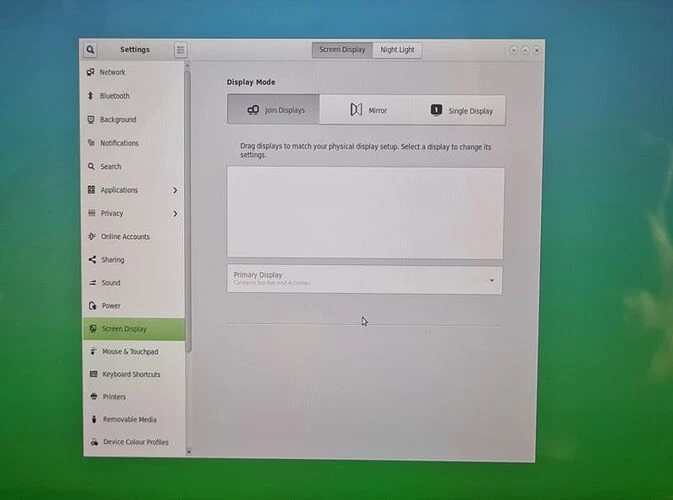 Settings
Screen Display
Night Light
Network
Bluetooth
Background
Notifications
Search
Applications
Privacy
Online Accounts
Sharing
Sound
Power
Screen Display
Mouse & Touchpad
Keyboard Shortcuts
Printers
Removable Media
Device Colour Profiles
Display Mode
Join Displays
Mirror
1
Single Display
Drag displays to match your physical display setup. Select a display to change its
settings.
Primary Display
Contains top bar and Activities